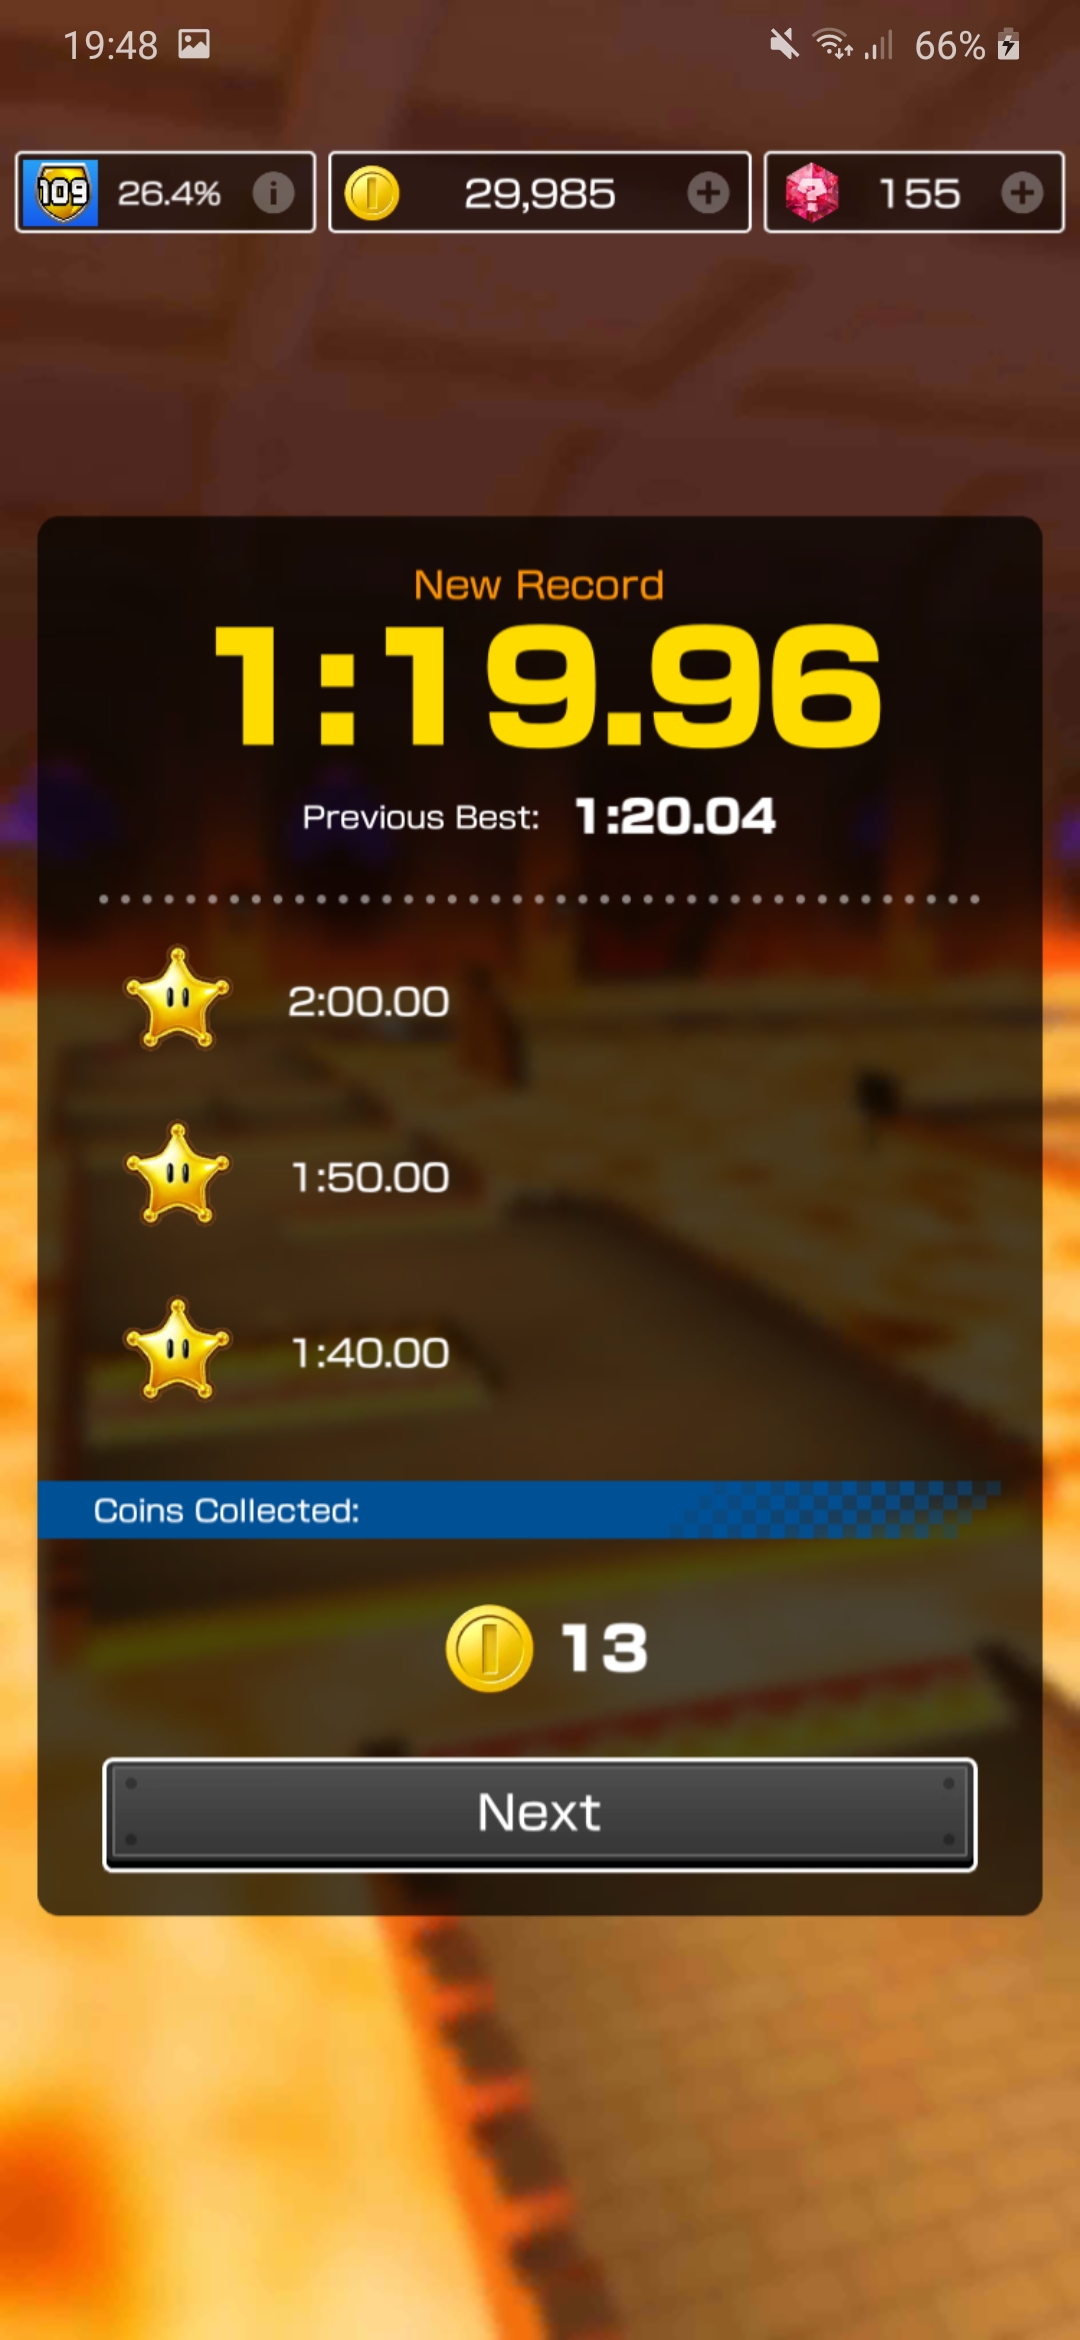 19:48 66%
109 26.4% i 29,985 + ? 155 +
New Record
1:19.96
Previous Best: 1:20.04
2:00.00
1:50.00
1:40.00
Coins Collected:
13
Next